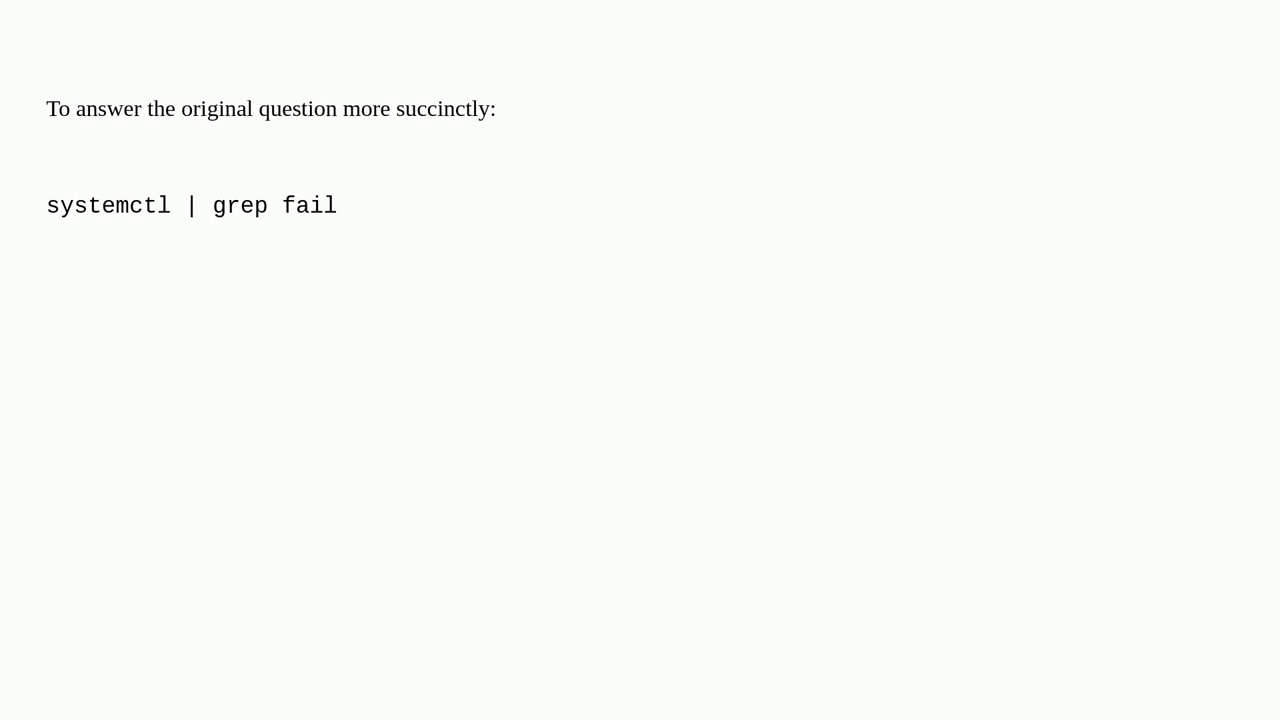 To answer the original question more succinctly:
systemctl | grep fail